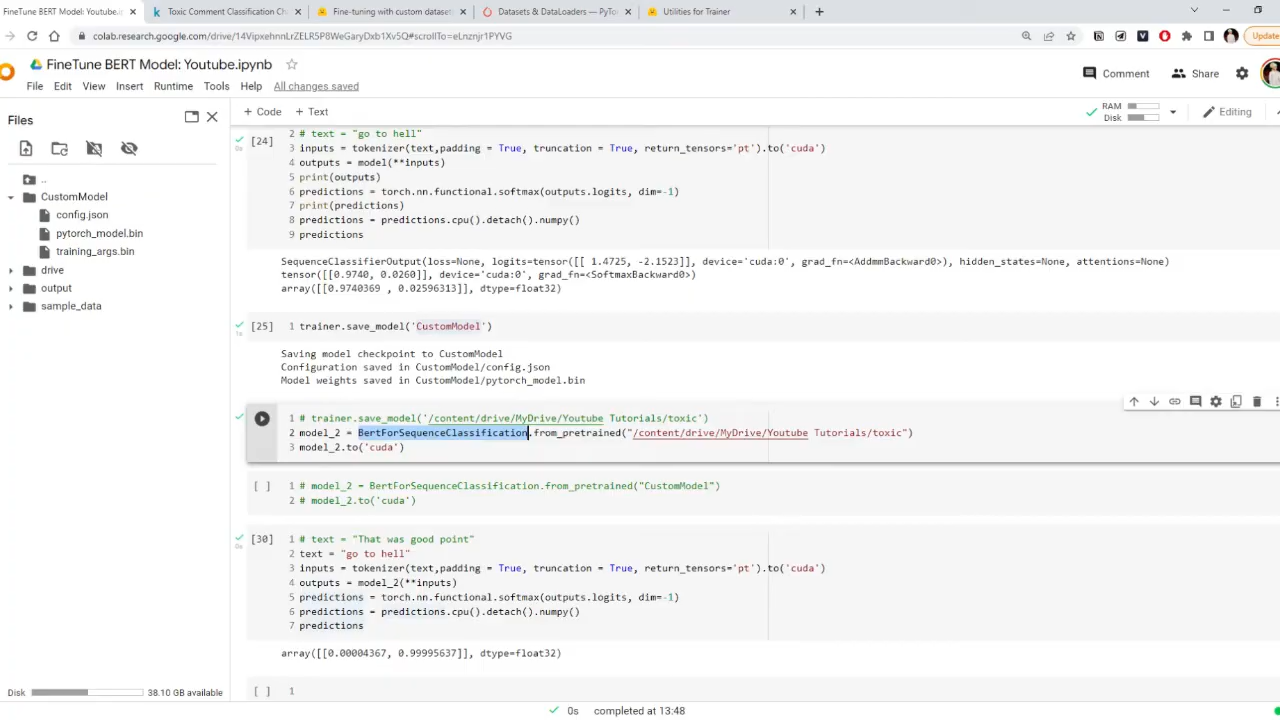 FineTune BERT Model: Youtube.ip
Toxic Comment Classification Ch
Fine-tuning with custom dataset
Datasets & DataLoaders — PyTo
Utilities for Trainer
colab.research.google.com/drive/14VipxehnnLrZELR5P8WeGaryDxb1Xv5Q#scrollTo=eLnznjr1PYVG
Update
FineTune BERT Model: Youtube.ipynb
File Edit View Insert Runtime Tools Help All changes saved
Comment
Share
Files
+ Code + Text
RAM
Disk
Editing
..
CustomModel
config.json
pytorch_model.bin
training_args.bin
drive
output
sample_data
Disk
38.10 GB available
[24]
2 # text = "go to hell"
3 inputs = tokenizer(text,padding = True, truncation = True, return_tensors='pt').to('cuda')
4 outputs = model(**inputs)
5 print(outputs)
6 predictions = torch.nn.functional.softmax(outputs.logits, dim=-1)
7 print(predictions)
8 predictions = predictions.cpu().detach().numpy()
9 predictions
SequenceClassifierOutput(loss=None, logits=tensor([[ 1.4725, -2.1523]], device='cuda:0', grad_fn=<AddmmBackward0>), hidden_states=None, attentions=None)
tensor([[0.9740, 0.0260]], device='cuda:0', grad_fn=<SoftmaxBackward0>)
array([[0.9740369 , 0.02596313]], dtype=float32)
[25] 1 trainer.save_model('CustomModel')
Saving model checkpoint to CustomModel
Configuration saved in CustomModel/config.json
Model weights saved in CustomModel/pytorch_model.bin
1 # trainer.save_model('/content/drive/MyDrive/Youtube Tutorials/toxic')
2 model_2 = BertForSequenceClassification.from_pretrained("/content/drive/MyDrive/Youtube Tutorials/toxic")
3 model_2.to('cuda')
[ ] 1 # model_2 = BertForSequenceClassification.from_pretrained("CustomModel")
2 # model_2.to('cuda')
[30] 1 # text = "That was good point"
2 text = "go to hell"
3 inputs = tokenizer(text,padding = True, truncation = True, return_tensors='pt').to('cuda')
4 outputs = model_2(**inputs)
5 predictions = torch.nn.functional.softmax(outputs.logits, dim=-1)
6 predictions = predictions.cpu().detach().numpy()
7 predictions
array([[0.00004367, 0.99995637]], dtype=float32)
[ ] 1
0s completed at 13:48